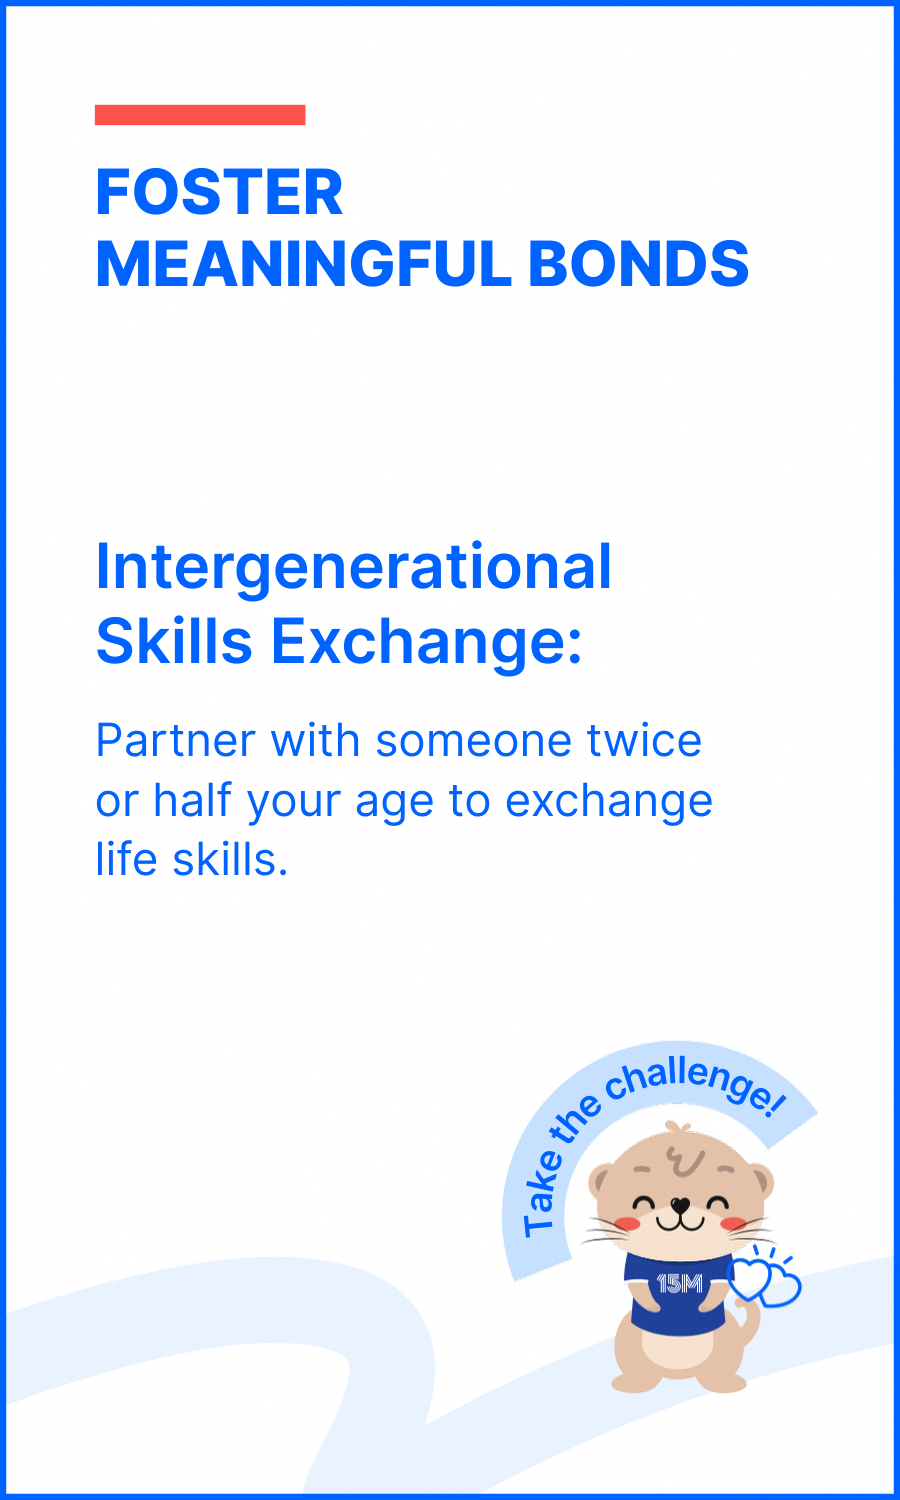 FOSTER
MEANINGFUL BONDS
Intergenerational
Skills Exchange:
Partner with someone twice
or half your age to exchange
life skills.
Take the challenge!
15M